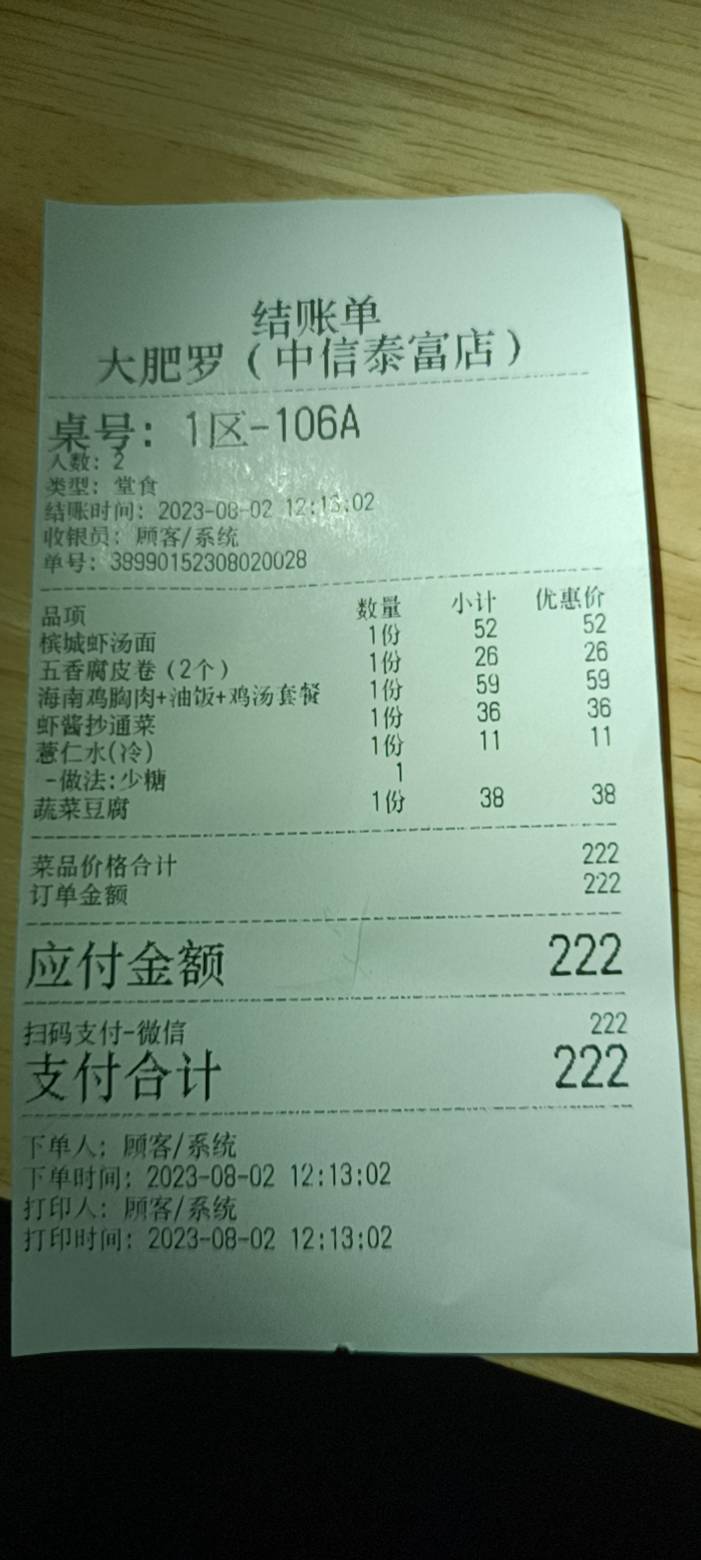 结账单
大肥罗（中信泰富店）
桌号：1区-106A
人数：2
类型：堂食
结账时间：2023-08-02 12:13:02
收银员：顾客/系统
单号：38990152308020028
品项 数量 小计 优惠价
槟城虾汤面 1份 52 52
五香腐皮卷（2个） 1份 26 26
海南鸡胸肉+油饭+鸡汤套餐 1份 59 59
虾酱抄通菜 1份 36 36
薏仁水(冷) 1份 11 11
-做法:少糖 1
蔬菜豆腐 1份 38 38
菜品价格合计 222
订单金额 222
应付金额 222
扫码支付-微信 222
支付合计 222
下单人：顾客/系统
下单时间：2023-08-02 12:13:02
打印人：顾客/系统
打印时间：2023-08-02 12:13:02